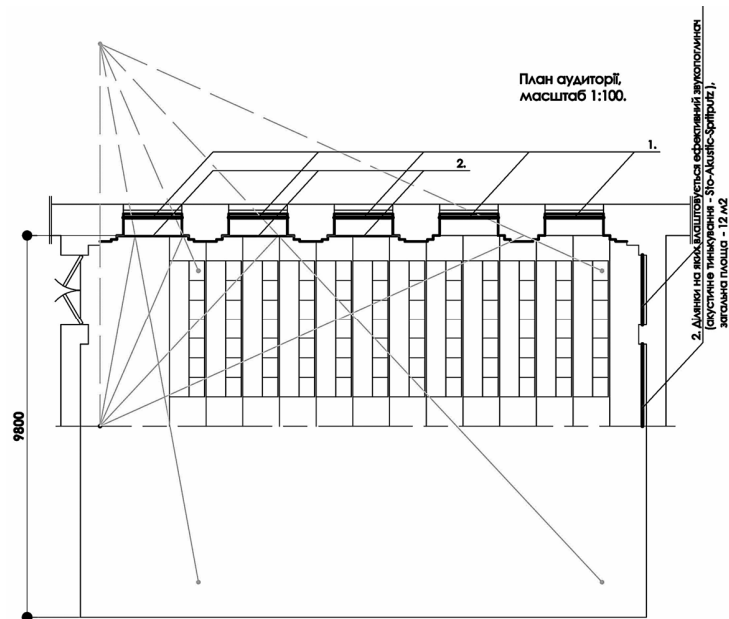 План аудиторії,
масштаб 1:100.
1.
2.
9800
2. Ділянки на яких влаштовується ефективний звукопоглинач
(акустичне тинькування - Sto-Akustic-Spritputz),
загальна площа - 12 м2